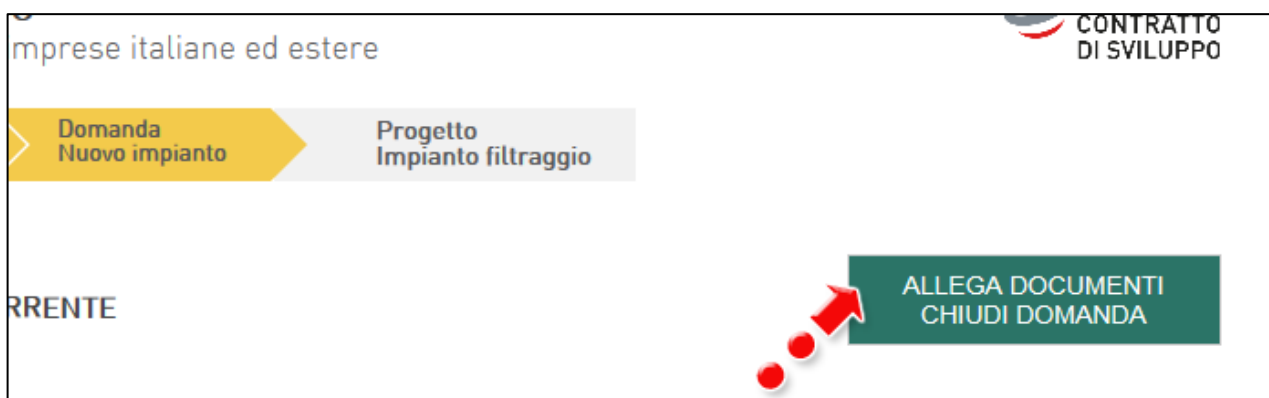 CONTRATTO
DI SVILUPPO
mprese italiane ed estere
Domanda
Nuovo impianto
Progetto
Impianto filtraggio
RRENTE
ALLEGA DOCUMENTI
CHIUDI DOMANDA